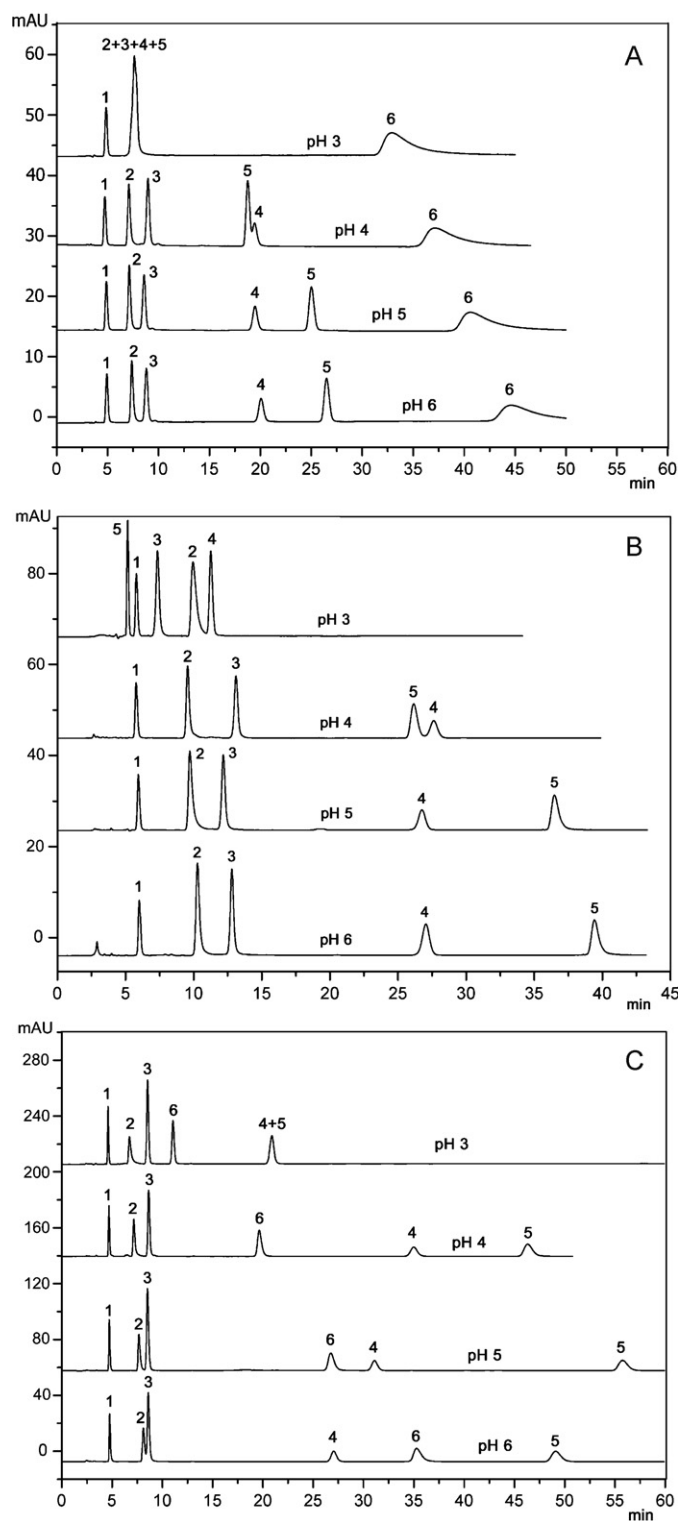 mAU
A
60
2+3+4+5
1
6
pH 3
50
40
1 2 3 5 4 6
pH 4
30
20
1 2 3 4 5 6
pH 5
10
1 2 3 4 5 6
pH 6
0
0 5 10 15 20 25 30 35 40 45 50 55 60
min
mAU
B
5 1 3 2 4
80
pH 3
60
1 2 3 5 4
pH 4
40
1 2 3 4 5
pH 5
20
1 2 3 4 5
0
pH 6
0 5 10 15 20 25 30 35 40 45
min
mAU
C
280
1 2 3 6 4+5
240
pH 3
200
1 2 3 6 4 5
160
pH 4
120
1 2 3 6 4 5
80
pH 5
40
1 2 3 4 6 5
0
pH 6
0 5 10 15 20 25 30 35 40 45 50 55 60
min